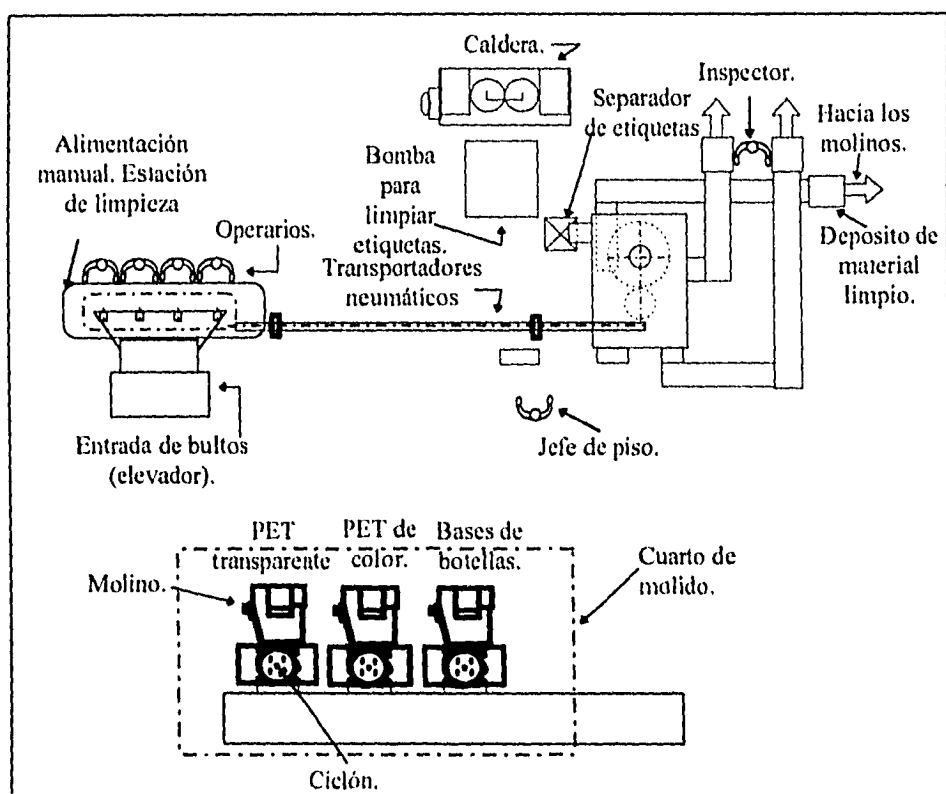 Caldera.
Inspector.
Separador
de etiquetas
Hacia los
molinos.
Alimentación
manual. Estación
de limpieza
Bomba
para
limpiar
etiquetas.
Operarios.
Transportadores
neumáticos
Deposito de
material
limpio.
Entrada de bultos
(elevador).
Jefe de piso.
PET
transparente
PET de
color.
Bases de
botellas.
Cuarto de
molido.
Molino.
Ciclón.